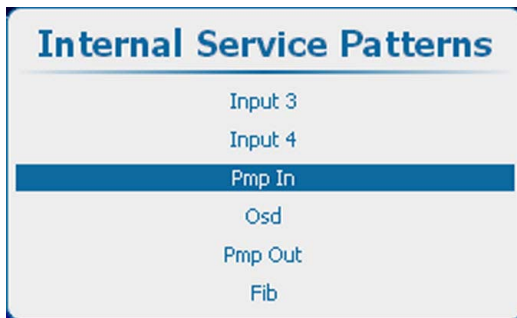 Internal Service Patterns
Input 3
Input 4
Pmp In
Osd
Pmp Out
Fib